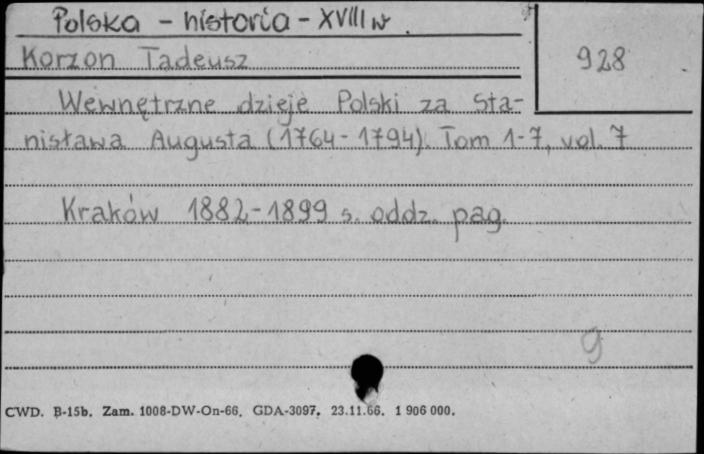 Polska - historia - XVIII w.
928
Korzon Tadeusz
Wewnętrzne dzieje Polski za Sta-
nisława Augusta (1764-1794). Tom 1-7, vol. 7
Kraków 1882-1899 s. oddz. pag.
g
CWD. B-15b. Zam. 1008-DW-On-66. GDA-3097. 23.11.66. 1 906 000.